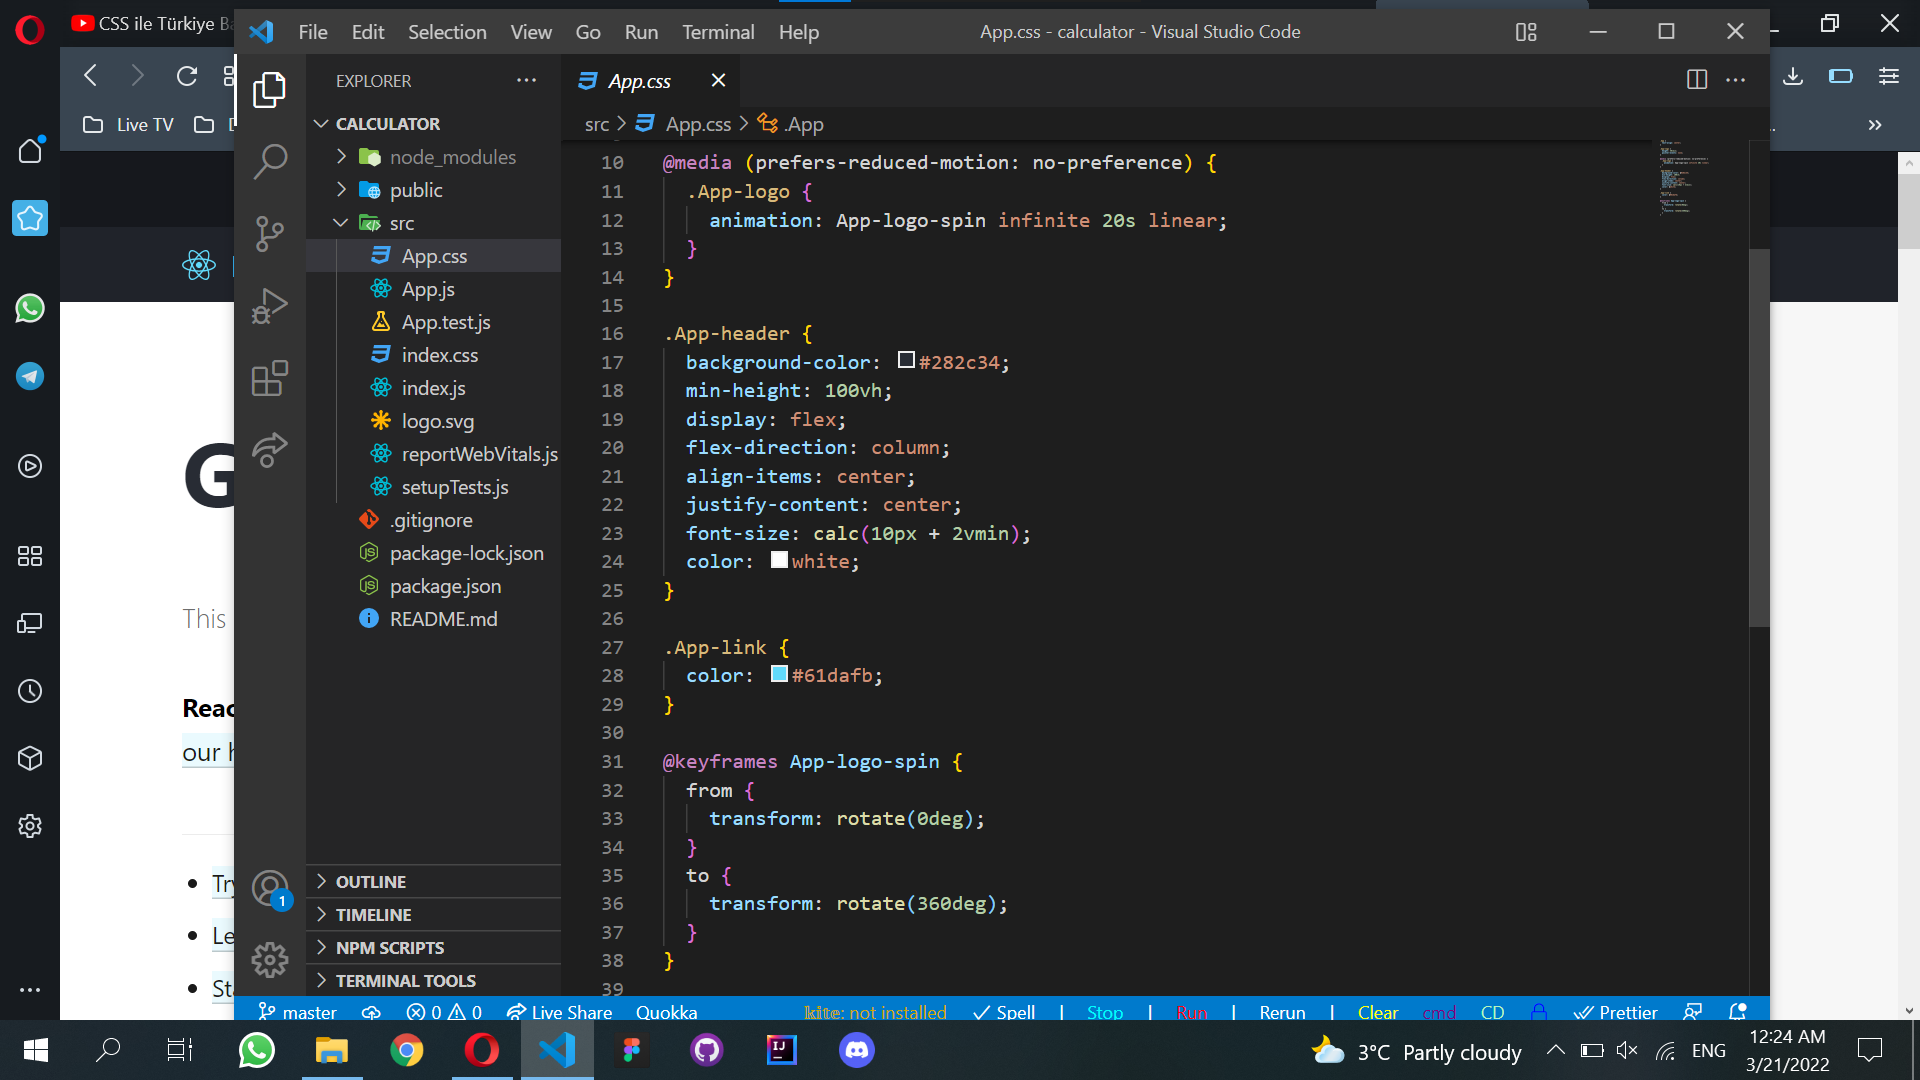 CSS ile Türkiye Ba
File Edit Selection View Go Run Terminal Help
App.css - calculator - Visual Studio Code
Live TV
EXPLORER
CALCULATOR
node_modules
public
src
App.css
App.js
App.test.js
index.css
index.js
logo.svg
reportWebVitals.js
setupTests.js
.gitignore
package-lock.json
package.json
README.md
OUTLINE
TIMELINE
NPM SCRIPTS
TERMINAL TOOLS
App.css
src > App.css > .App
10 @media (prefers-reduced-motion: no-preference) {
11 .App-logo {
12 animation: App-logo-spin infinite 20s linear;
13 }
14 }
15
16 .App-header {
17 background-color: #282c34;
18 min-height: 100vh;
19 display: flex;
20 flex-direction: column;
21 align-items: center;
22 justify-content: center;
23 font-size: calc(10px + 2vmin);
24 color: white;
25 }
26
27 .App-link {
28 color: #61dafb;
29 }
30
31 @keyframes App-logo-spin {
32 from {
33 transform: rotate(0deg);
34 }
35 to {
36 transform: rotate(360deg);
37 }
38 }
39
G
This
Reac
our h
Try
Le
Sta
1
master 0 0 Live Share Quokka kite: not installed Spell | Stop | Run | Rerun | Clear cmd CD Prettier
3°C Partly cloudy ENG
12:24 AM
3/21/2022